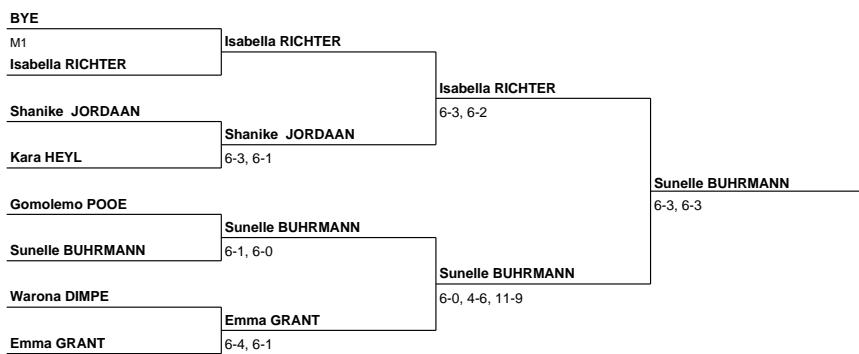 BYE
M1
Isabella RICHTER
Isabella RICHTER
Shanike JORDAAN
Kara HEYL
Shanike JORDAAN
6-3, 6-1
Isabella RICHTER
6-3, 6-2
Gomolemo POOE
Sunelle BUHRMANN
Sunelle BUHRMANN
6-1, 6-0
Warona DIMPE
Emma GRANT
Emma GRANT
6-4, 6-1
Sunelle BUHRMANN
6-0, 4-6, 11-9
Sunelle BUHRMANN
6-3, 6-3